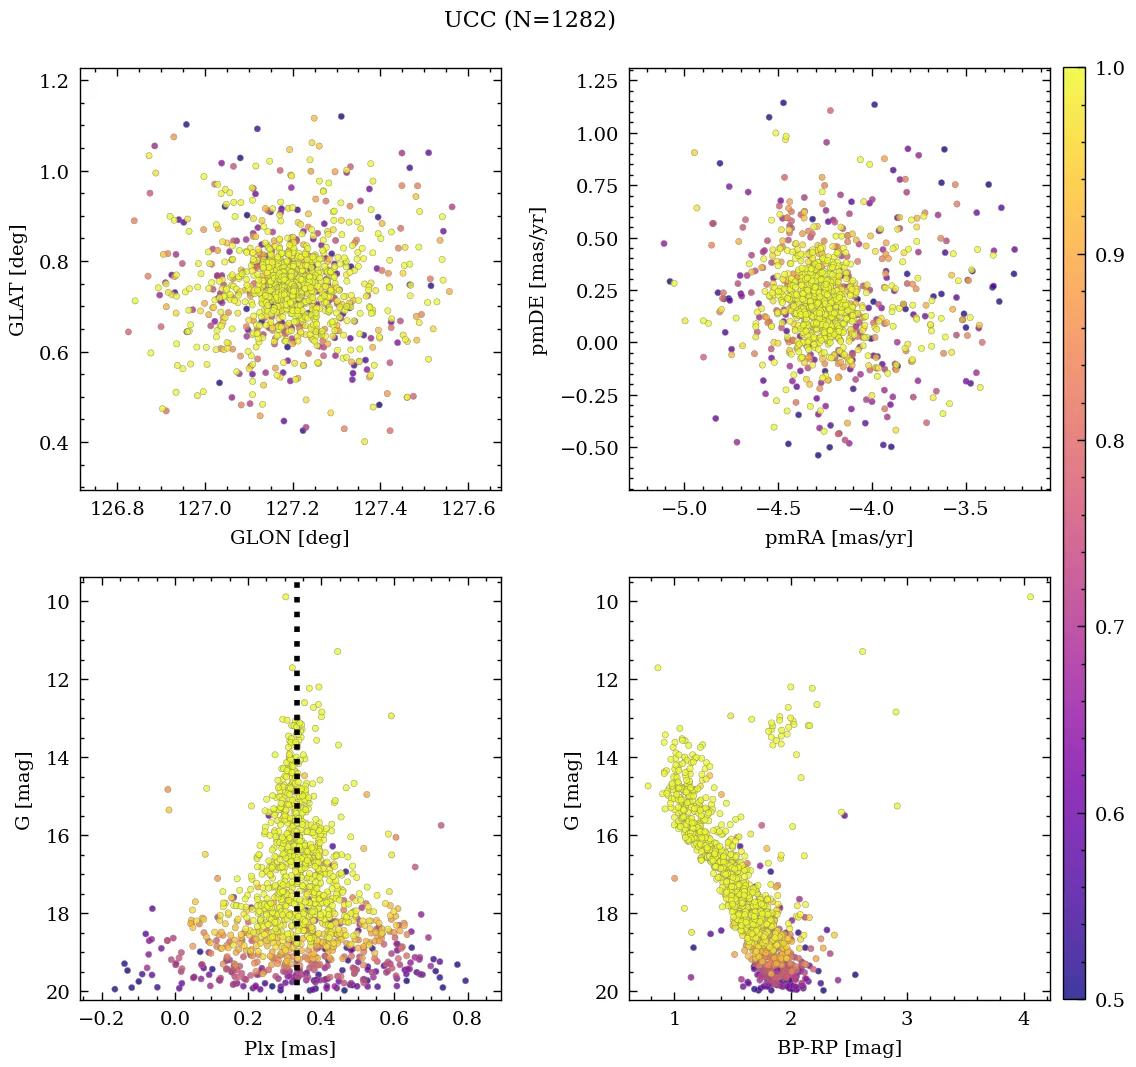 UCC (N=1282)
1.2
1.0
0.8
0.6
0.4
GLAT [deg]
126.8 127.0 127.2 127.4 127.6
GLON [deg]
1.25
1.00
0.75
0.50
0.25
0.00
−0.25
−0.50
pmDE [mas/yr]
−5.0 −4.5 −4.0 −3.5
pmRA [mas/yr]
10
12
14
16
18
20
G [mag]
−0.2 0.0 0.2 0.4 0.6 0.8
Plx [mas]
10
12
14
16
18
20
G [mag]
1 2 3 4
BP-RP [mag]
1.0
0.9
0.8
0.7
0.6
0.5